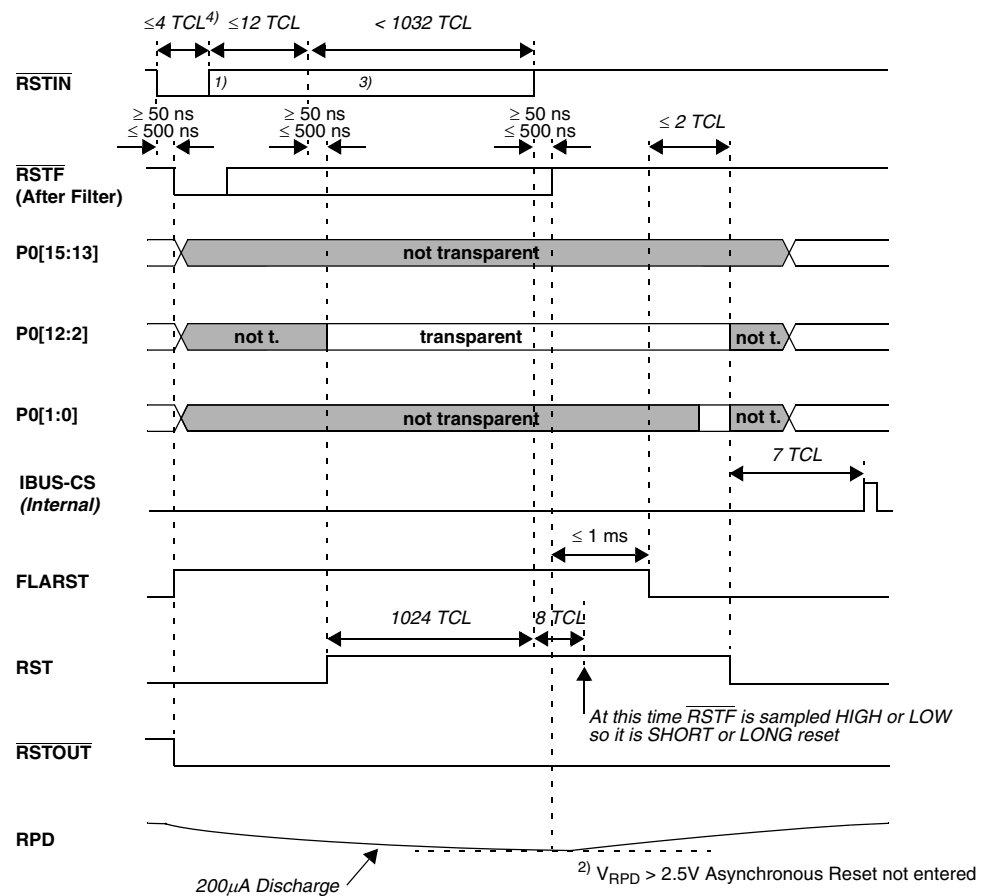 ≤4 TCL4) ≤12 TCL < 1032 TCL
RSTIN 1) 3)
≥ 50 ns ≥ 50 ns ≥ 50 ns ≤ 2 TCL
≤ 500 ns ≤ 500 ns ≤ 500 ns
RSTF
(After Filter)
P0[15:13] not transparent
P0[12:2] not t. transparent not t.
P0[1:0] not transparent not t.
7 TCL
IBUS-CS
(Internal)
≤ 1 ms
FLARST
1024 TCL 8 TCL
RST
At this time RSTF is sampled HIGH or LOW
so it is SHORT or LONG reset
RSTOUT
RPD
200μA Discharge
2) VRPD > 2.5V Asynchronous Reset not entered